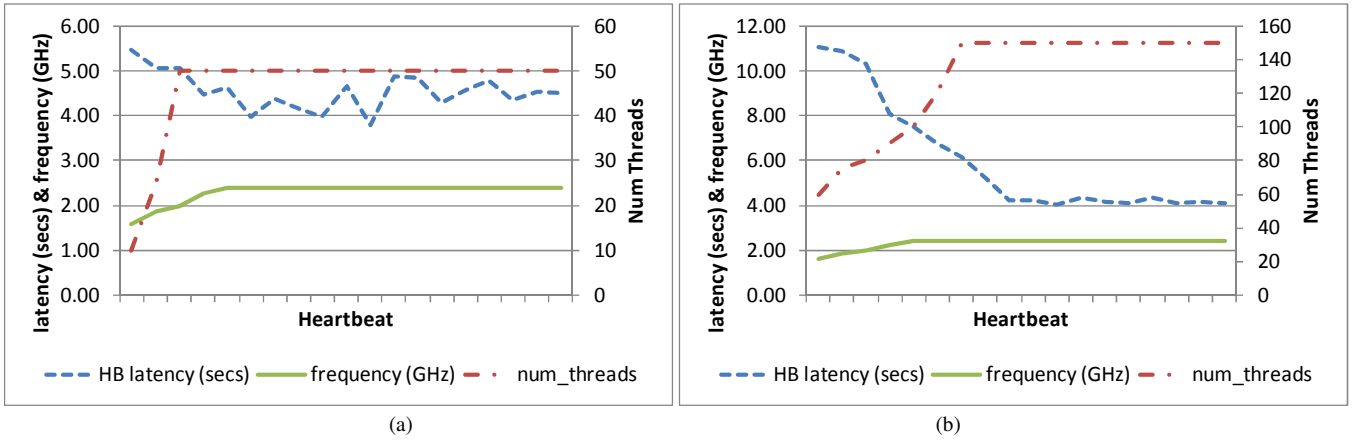 latency (secs) & frequency (GHz)
6.00
5.00
4.00
3.00
2.00
1.00
0.00
60
50
40
30
20
10
0
Num Threads
Heartbeat
HB latency (secs)
frequency (GHz)
num_threads
(a)
latency (secs) & frequency (GHz)
12.00
10.00
8.00
6.00
4.00
2.00
0.00
160
140
120
100
80
60
40
20
0
Num Threads
Heartbeat
HB latency (secs)
frequency (GHz)
num_threads
(b)